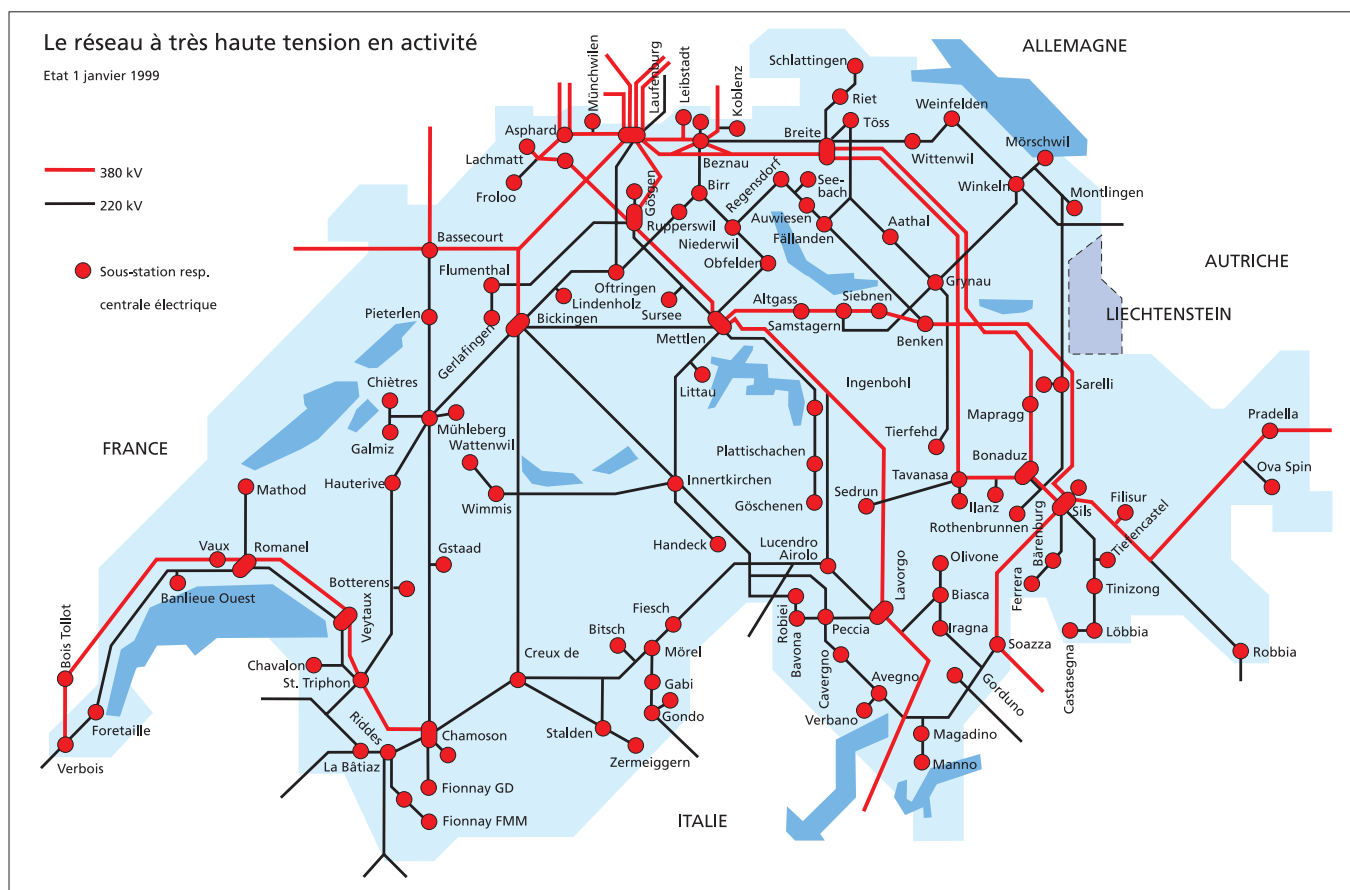 Le réseau à très haute tension en activité
Etat 1 janvier 1999
380 kV
220 kV
Sous-station resp.
centrale électrique
ALLEMAGNE
AUTRICHE
LIECHTENSTEIN
FRANCE
ITALIE
Münchwilen
Laufenburg
Leibstadt
Koblenz
Schlattingen
Riet
Töss
Weinfelden
Mörschwil
Asphard
Lachmatt
Froloo
Beznau
Breite
Wittenwil
Winkeln
Montlingen
Gösgen
Birr
Regensdorf
See-
bach
Rupperswil
Auwiesen
Aathal
Niederwil
Fällanden
Bassecourt
Flumenthal
Obfelden
Oftringen
Grynau
Lindenholz
Sursee
Altgass
Siebnen
Pieterlen
Gerlafingen
Bickingen
Mettlen
Samstagern
Benken
Chiètres
Littau
Ingenbohl
Sarelli
Mühleberg
Mapragg
Pradella
Galmiz
Wattenwil
Plattischachen
Tierfehd
Bonaduz
Ova Spin
Mathod
Hauterive
Wimmis
Innertkirchen
Göschenen
Sedrun
Tavanasa
Ilanz
Rothenbrunnen
Sils
Filisur
Vaux
Romanel
Gstaad
Handeck
Lucendro
Airolo
Olivone
Bärenburg
Tiefencastel
Banlieue Ouest
Botterens
Veytaux
Lavorgo
Biasca
Ferrera
Tinizong
Fiesch
Robiei
Bavona
Peccia
Iragna
Löbbia
Bois Tollot
Chavalon
St. Triphon
Creux de
Bitsch
Mörel
Cavergno
Avegno
Soazza
Castasegna
Robbia
Gabi
Gorduno
Foretaille
Riddes
Chamoson
Stalden
Gondo
Verbano
Magadino
Verbois
La Bâtiaz
Zermeiggern
Manno
Fionnay GD
Fionnay FMM